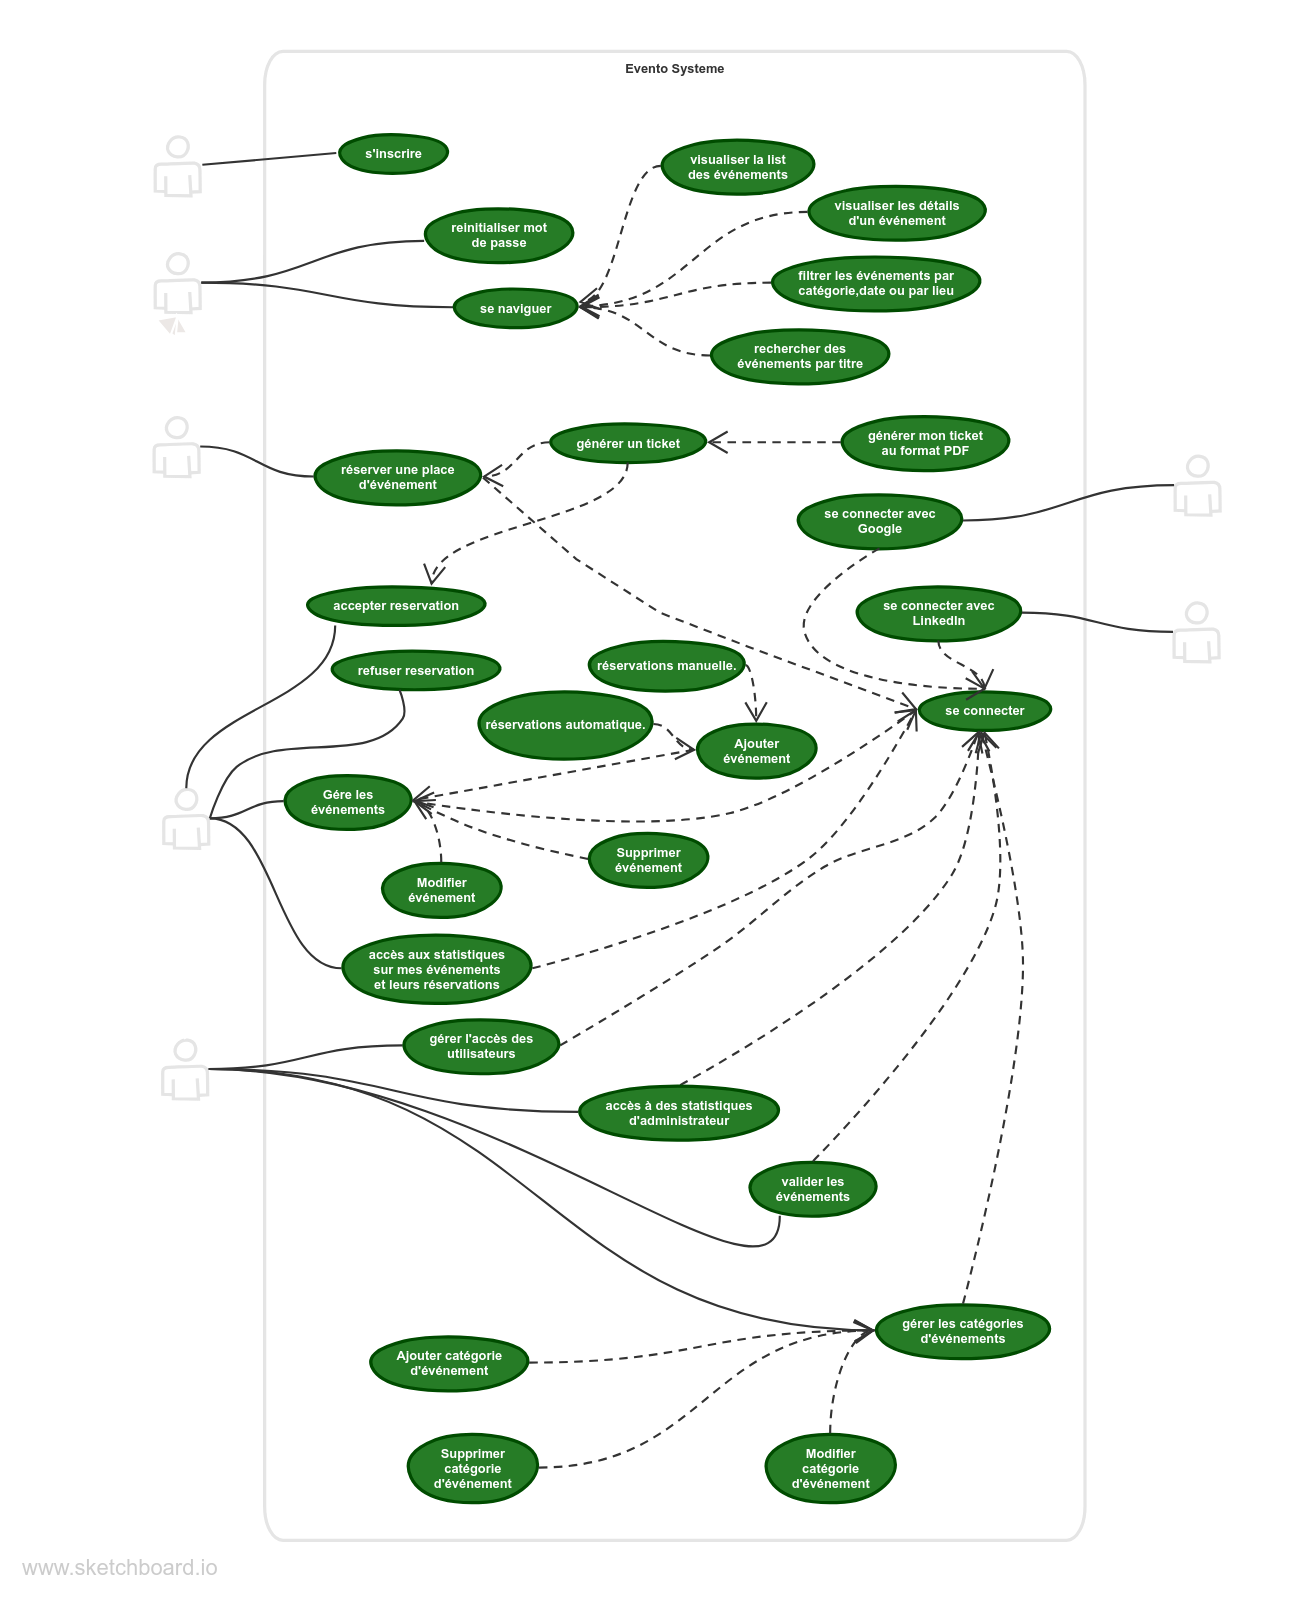 Evento Systeme
s'inscrire
visualiser la list
des événements
visualiser les détails
d'un événement
reinitialiser mot
de passe
filtrer les événements par
catégorie,date ou par lieu
se naviguer
rechercher des
événements par titre
générer un ticket
générer mon ticket
au format PDF
réserver une place
d'événement
se connecter avec
Google
accepter reservation
se connecter avec
LinkedIn
refuser reservation
réservations manuelle.
réservations automatique.
se connecter
Ajouter
événement
Gére les
événements
Supprimer
événement
Modifier
événement
accès aux statistiques
sur mes événements
et leurs réservations
gérer l'accès des
utilisateurs
accès à des statistiques
d'administrateur
valider les
événements
gérer les catégories
d'événements
Ajouter catégorie
d'événement
Supprimer
catégorie
d'événement
Modifier
catégorie
d'événement
www.sketchboard.io